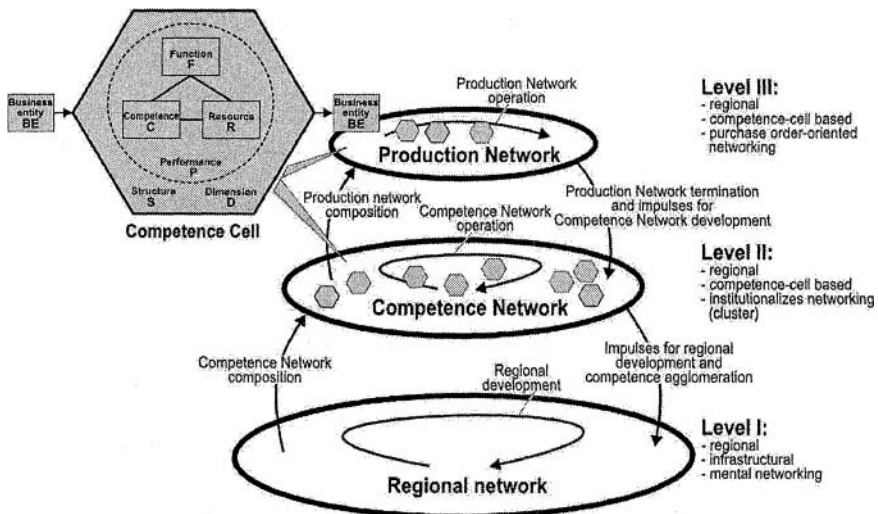 Function
F
Business
entity
BE
Competence
C
Resource
R
Business
entity
BE
Performance
P
Structure
S
Dimension
D
Competence Cell
Production Network
operation
Production Network
Level III:
- regional
- competence-cell based
- purchase order-oriented
networking
Production network
composition
Competence Network
operation
Production Network termination
and impulses for
Competence Network development
Competence Network
Level II:
- regional
- competence-cell based
- institutionalizes networking
(cluster)
Competence Network
composition
Regional
development
Impulses for regional
development and
competence agglomeration
Regional network
Level I:
- regional
- infrastructural
- mental networking